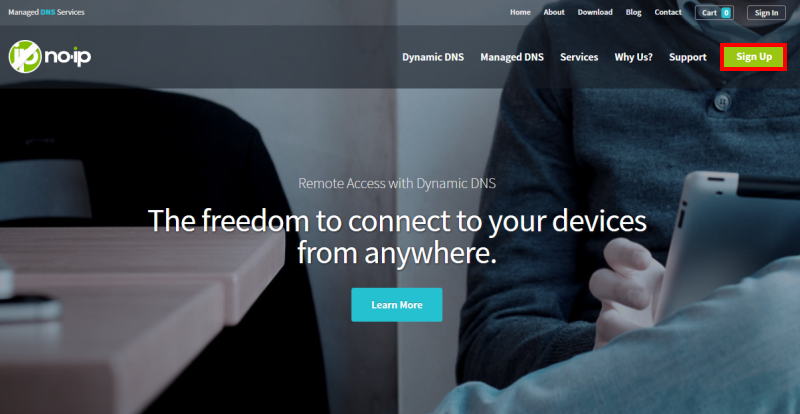 Managed DNS Services
Home About Download Blog Contact Cart 0 Sign In
no-ip
Dynamic DNS Managed DNS Services Why Us? Support Sign Up
Remote Access with Dynamic DNS
The freedom to connect to your devices
from anywhere.
Learn More